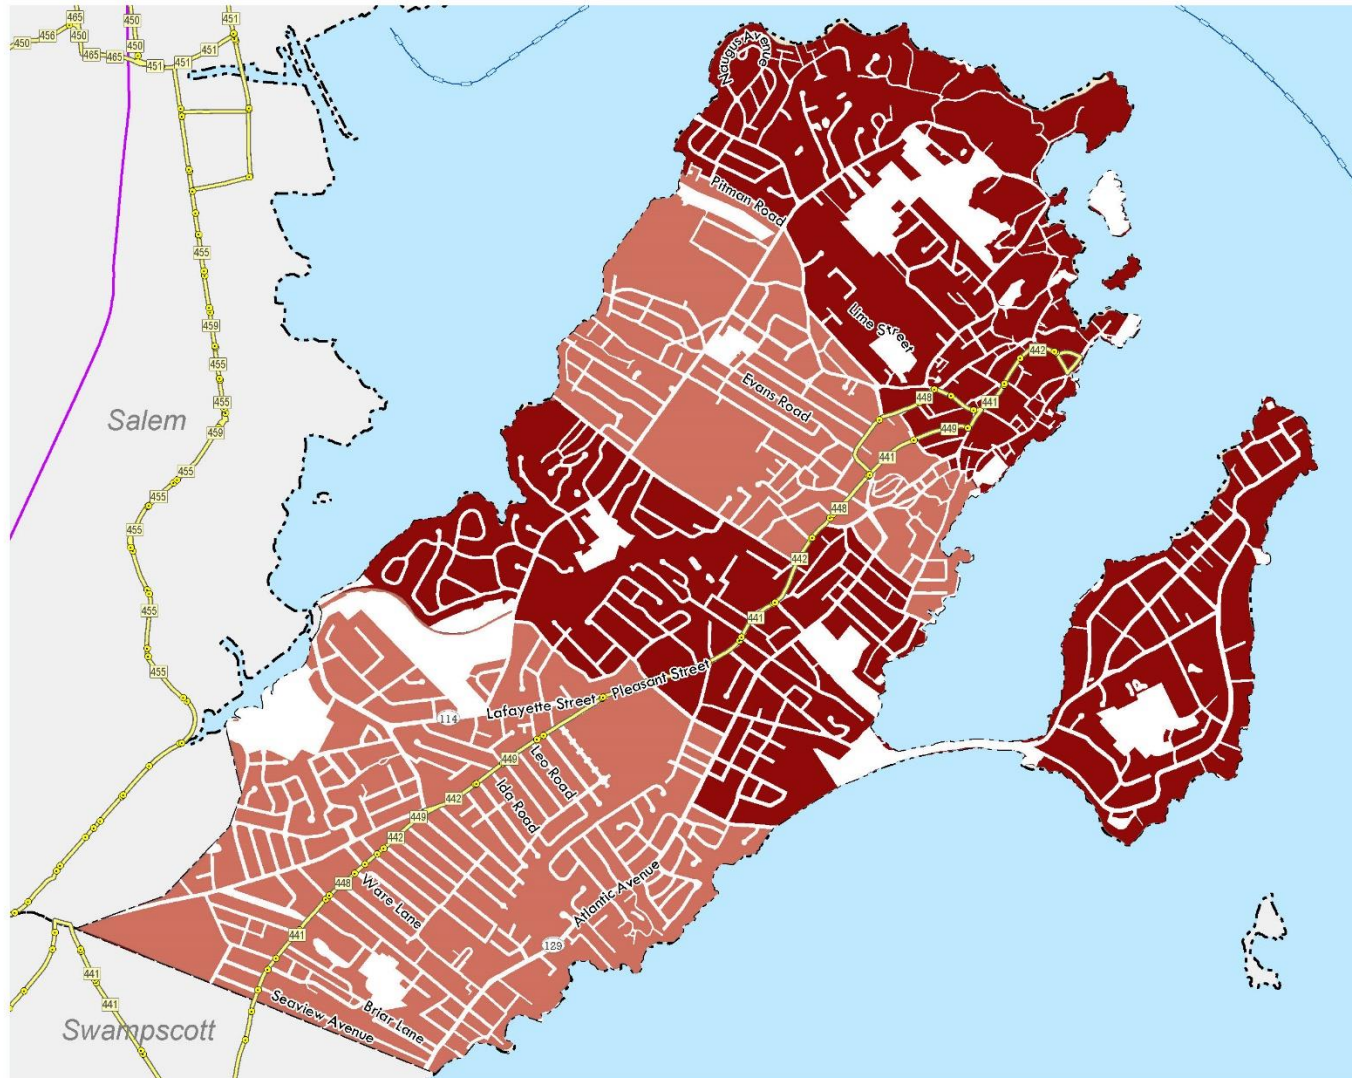 465
450
451
450
456
450
450
465
465
451
451
Naugus Avenue
Pitman Road
455
459
Lime Street
455
442
Evans Road
455
448
441
Salem
459
449
441
455
455
448
455
442
455
441
455
Lafayette Street
Pleasant Street
114
449
Leo Road
442
Ida Road
449
442
448
Ware Lane
Atlantic Avenue
441
129
441
441
Seaview Avenue
Briar Lane
Swampscott